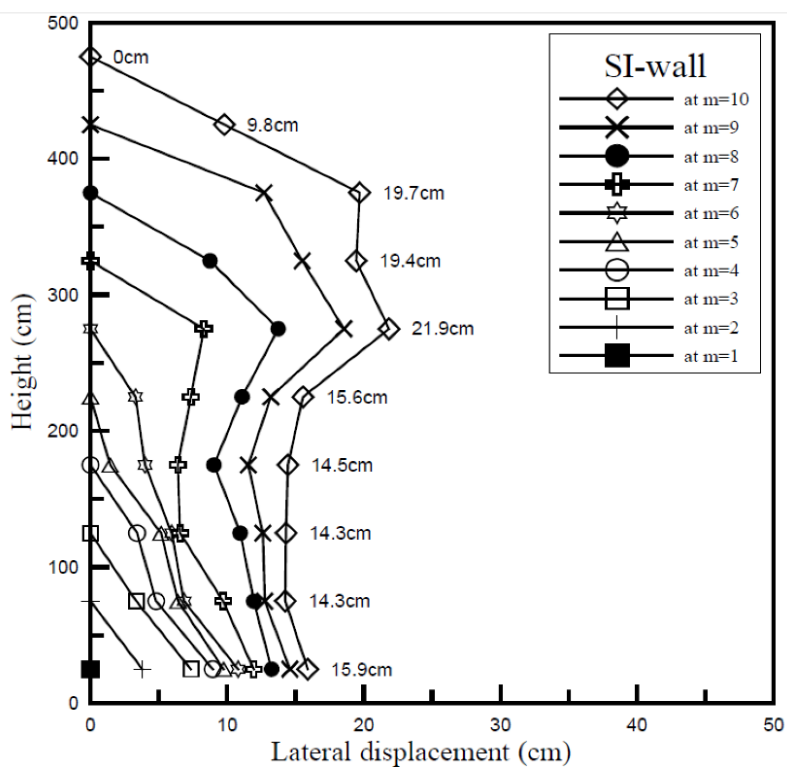 500
400
300
200
100
0
Height (cm)
0cm
9.8cm
19.7cm
19.4cm
21.9cm
15.6cm
14.5cm
14.3cm
14.3cm
15.9cm
SI-wall
at m=10
at m=9
at m=8
at m=7
at m=6
at m=5
at m=4
at m=3
at m=2
at m=1
0 10 20 30 40 50
Lateral displacement (cm)